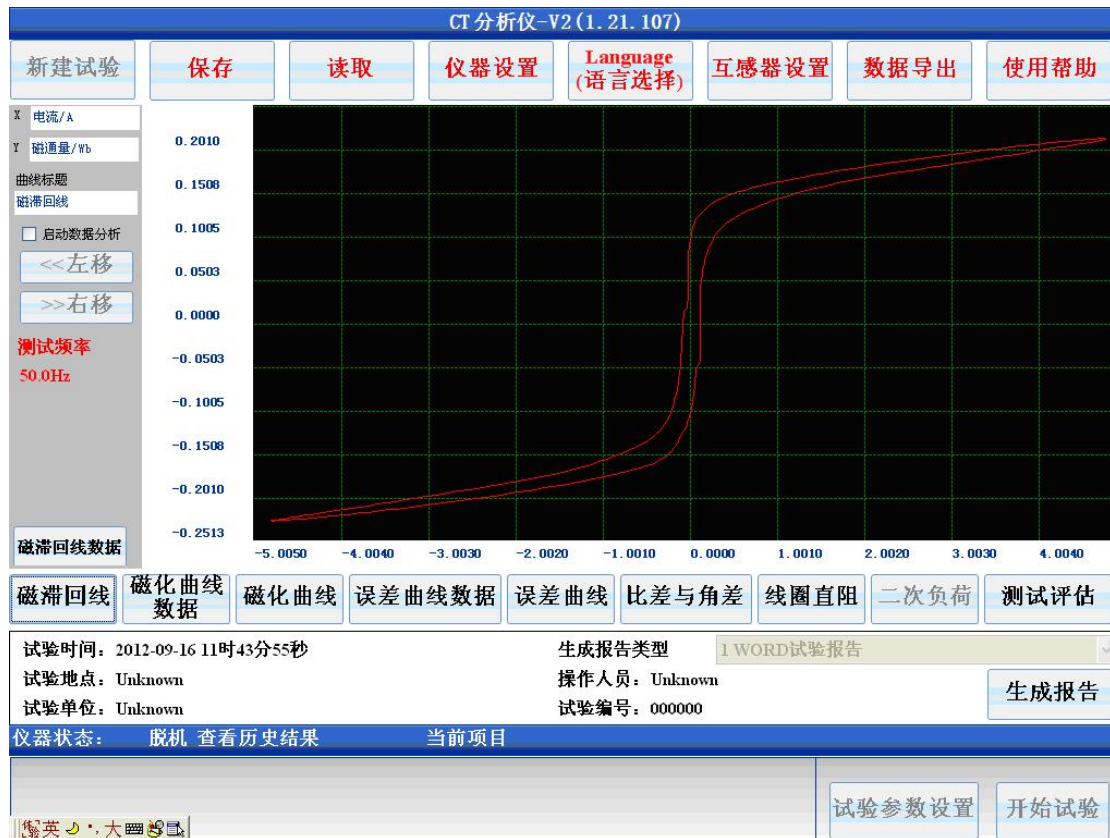 CT分析仪-V2(1.21.107)
新建试验 保存 读取 仪器设置 Language (语言选择) 互感器设置 数据导出 使用帮助
X 电流/A
Y 磁通量/Wb
曲线标题
磁滞回线
启动数据分析
<<左移
>>右移
测试频率
50.0Hz
磁滞回线数据
0.2010
0.1508
0.1005
0.0503
0.0000
-0.0503
-0.1005
-0.1508
-0.2010
-0.2513
-5.0050 -4.0040 -3.0030 -2.0020 -1.0010 0.0000 1.0010 2.0020 3.0030 4.0040
磁滞回线 磁化曲线数据 磁化曲线 误差曲线数据 误差曲线 比差与角差 线圈直阻 二次负荷 测试评估
试验时间：2012-09-16 11时43分55秒 生成报告类型 1 WORD试验报告
试验地点：Unknown 操作人员：Unknown
试验单位：Unknown 试验编号：000000
生成报告
仪器状态： 脱机 查看历史结果 当前项目
试验参数设置 开始试验
英 大